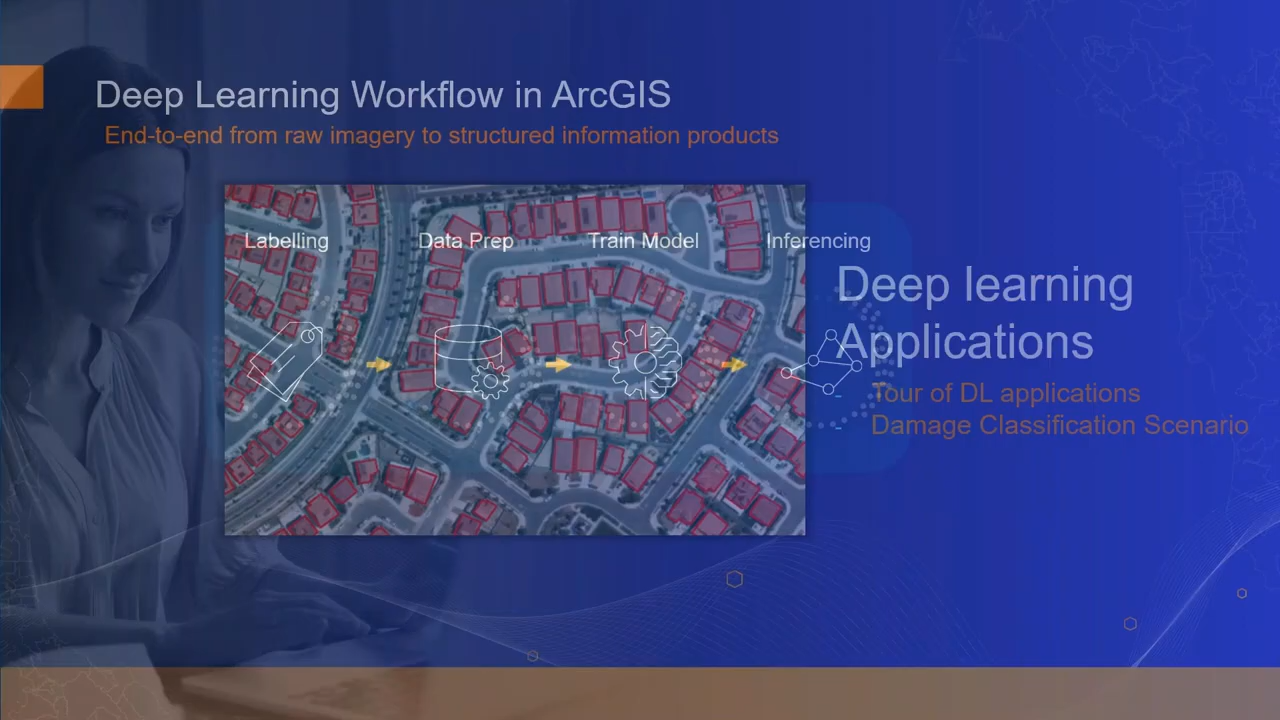 Deep Learning Workflow in ArcGIS
End-to-end from raw imagery to structured information products
Labelling
Data Prep
Train Model
Inferencing
Deep learning
Applications
- Tour of DL applications
- Damage Classification Scenario